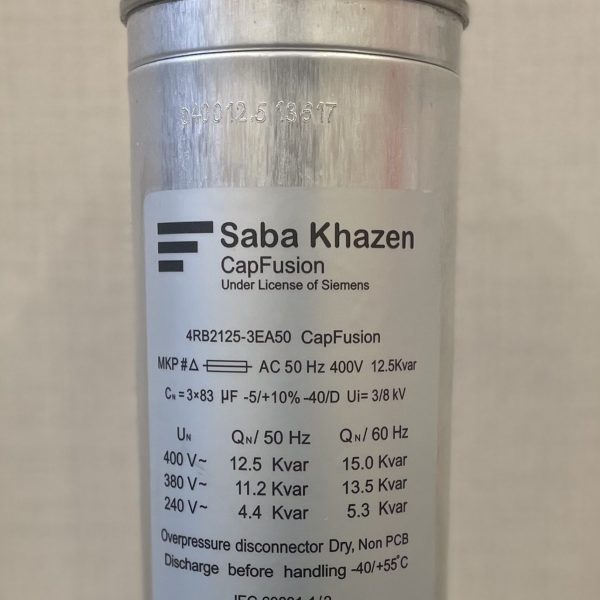 040012.5 13617
Saba Khazen
CapFusion
Under License of Siemens
4RB2125-3EA50 CapFusion
MKP #Δ AC 50 Hz 400V 12.5Kvar
CN = 3×83 µF -5/+10% -40/D Ui= 3/8 kV
UN QN/ 50 Hz QN/ 60 Hz
400 V~ 12.5 Kvar 15.0 Kvar
380 V~ 11.2 Kvar 13.5 Kvar
240 V~ 4.4 Kvar 5.3 Kvar
Overpressure disconnector Dry, Non PCB
Discharge before handling -40/+55°C